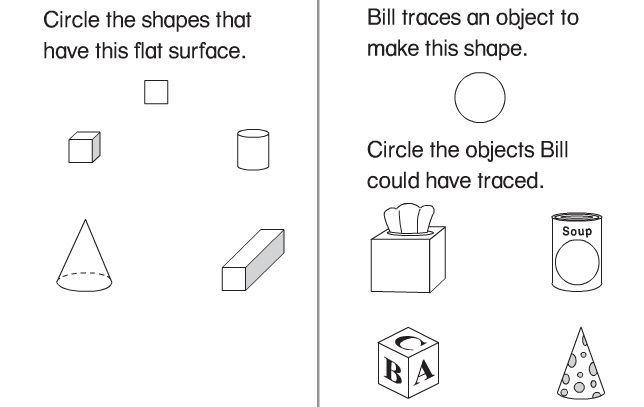 Circle the shapes that
have this flat surface.
Bill traces an object to
make this shape.
Circle the objects Bill
could have traced.
Soup
C
B A